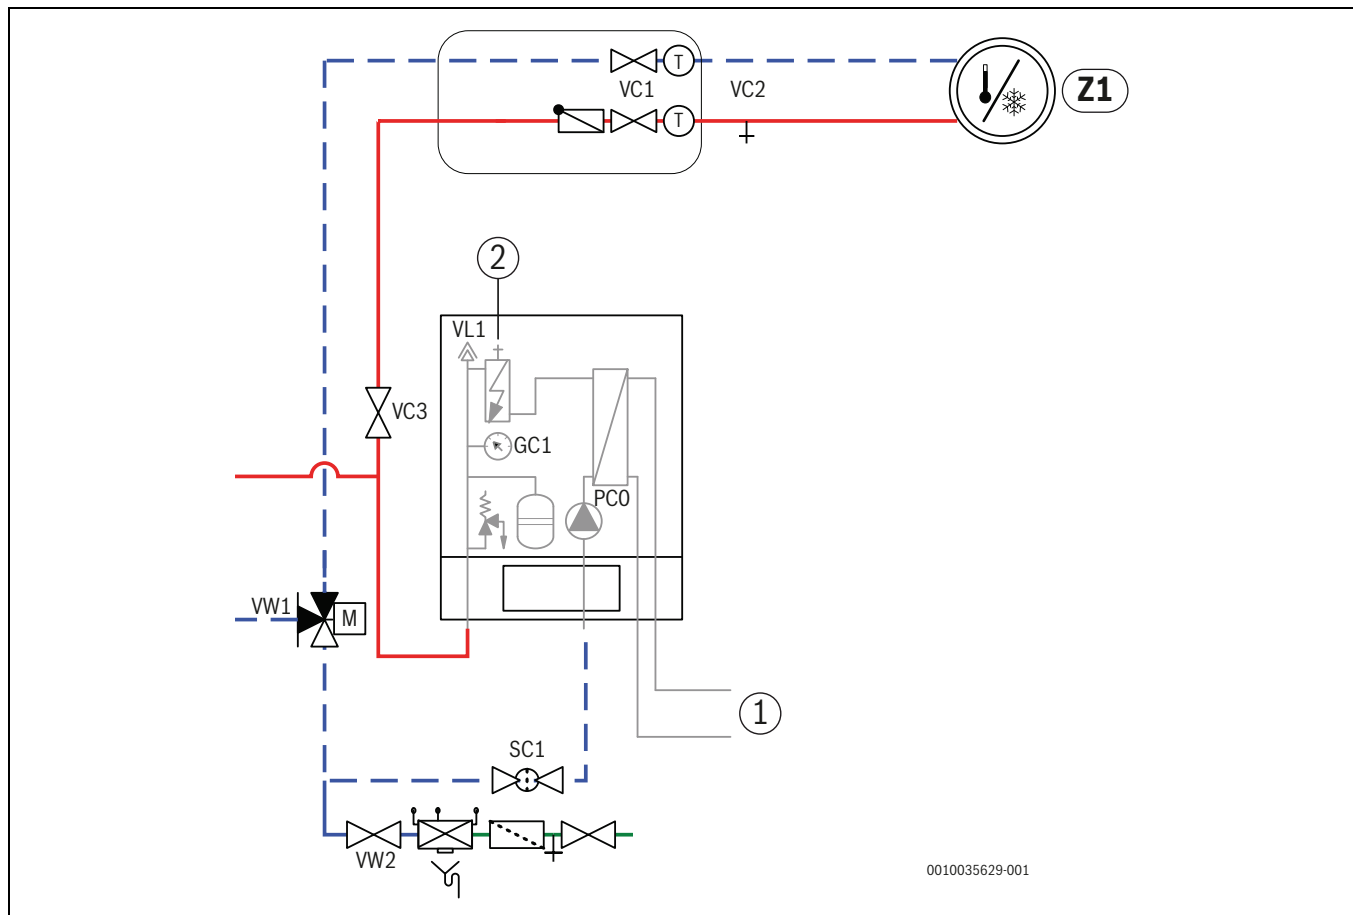 T
VC1
VC2
Z1
T
2
VL1
VC3
GC1
PC0
VW1
M
1
SC1
VW2
0010035629-001